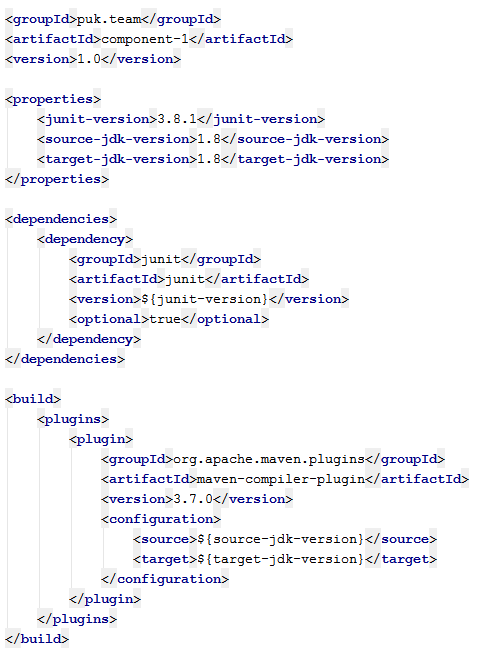 <groupId>puk.team</groupId>
<artifactId>component-1</artifactId>
<version>1.0</version>
<properties>
<junit-version>3.8.1</junit-version>
<source-jdk-version>1.8</source-jdk-version>
<target-jdk-version>1.8</target-jdk-version>
</properties>
<dependencies>
<dependency>
<groupId>junit</groupId>
<artifactId>junit</artifactId>
<version>${junit-version}</version>
<optional>true</optional>
</dependency>
</dependencies>
<build>
<plugins>
<plugin>
<groupId>org.apache.maven.plugins</groupId>
<artifactId>maven-compiler-plugin</artifactId>
<version>3.7.0</version>
<configuration>
<source>${source-jdk-version}</source>
<target>${target-jdk-version}</target>
</configuration>
</plugin>
</plugins>
</build>